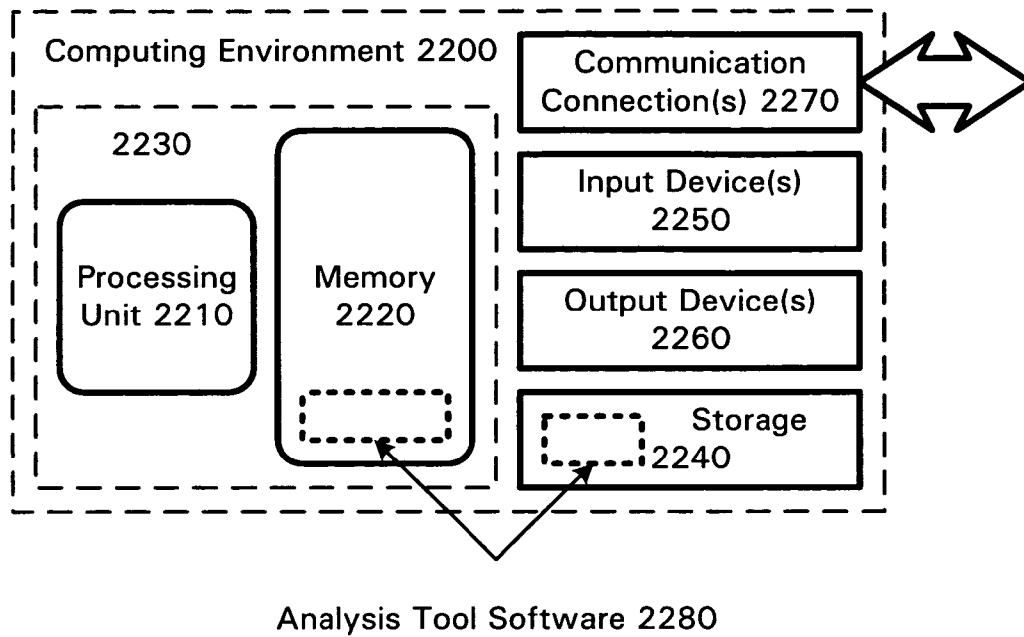 Computing Environment 2200
2230
Processing
Unit 2210
Memory
2220
Communication
Connection(s) 2270
Input Device(s)
2250
Output Device(s)
2260
Storage
2240
Analysis Tool Software 2280